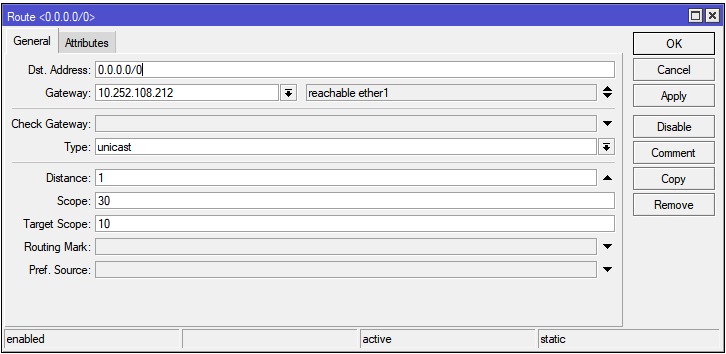 Route <0.0.0.0/0>
General Attributes
Dst. Address: 0.0.0.0/0
Gateway: 10.252.108.212 reachable ether1
Check Gateway:
Type: unicast
Distance: 1
Scope: 30
Target Scope: 10
Routing Mark:
Pref. Source:
OK
Cancel
Apply
Disable
Comment
Copy
Remove
enabled active static